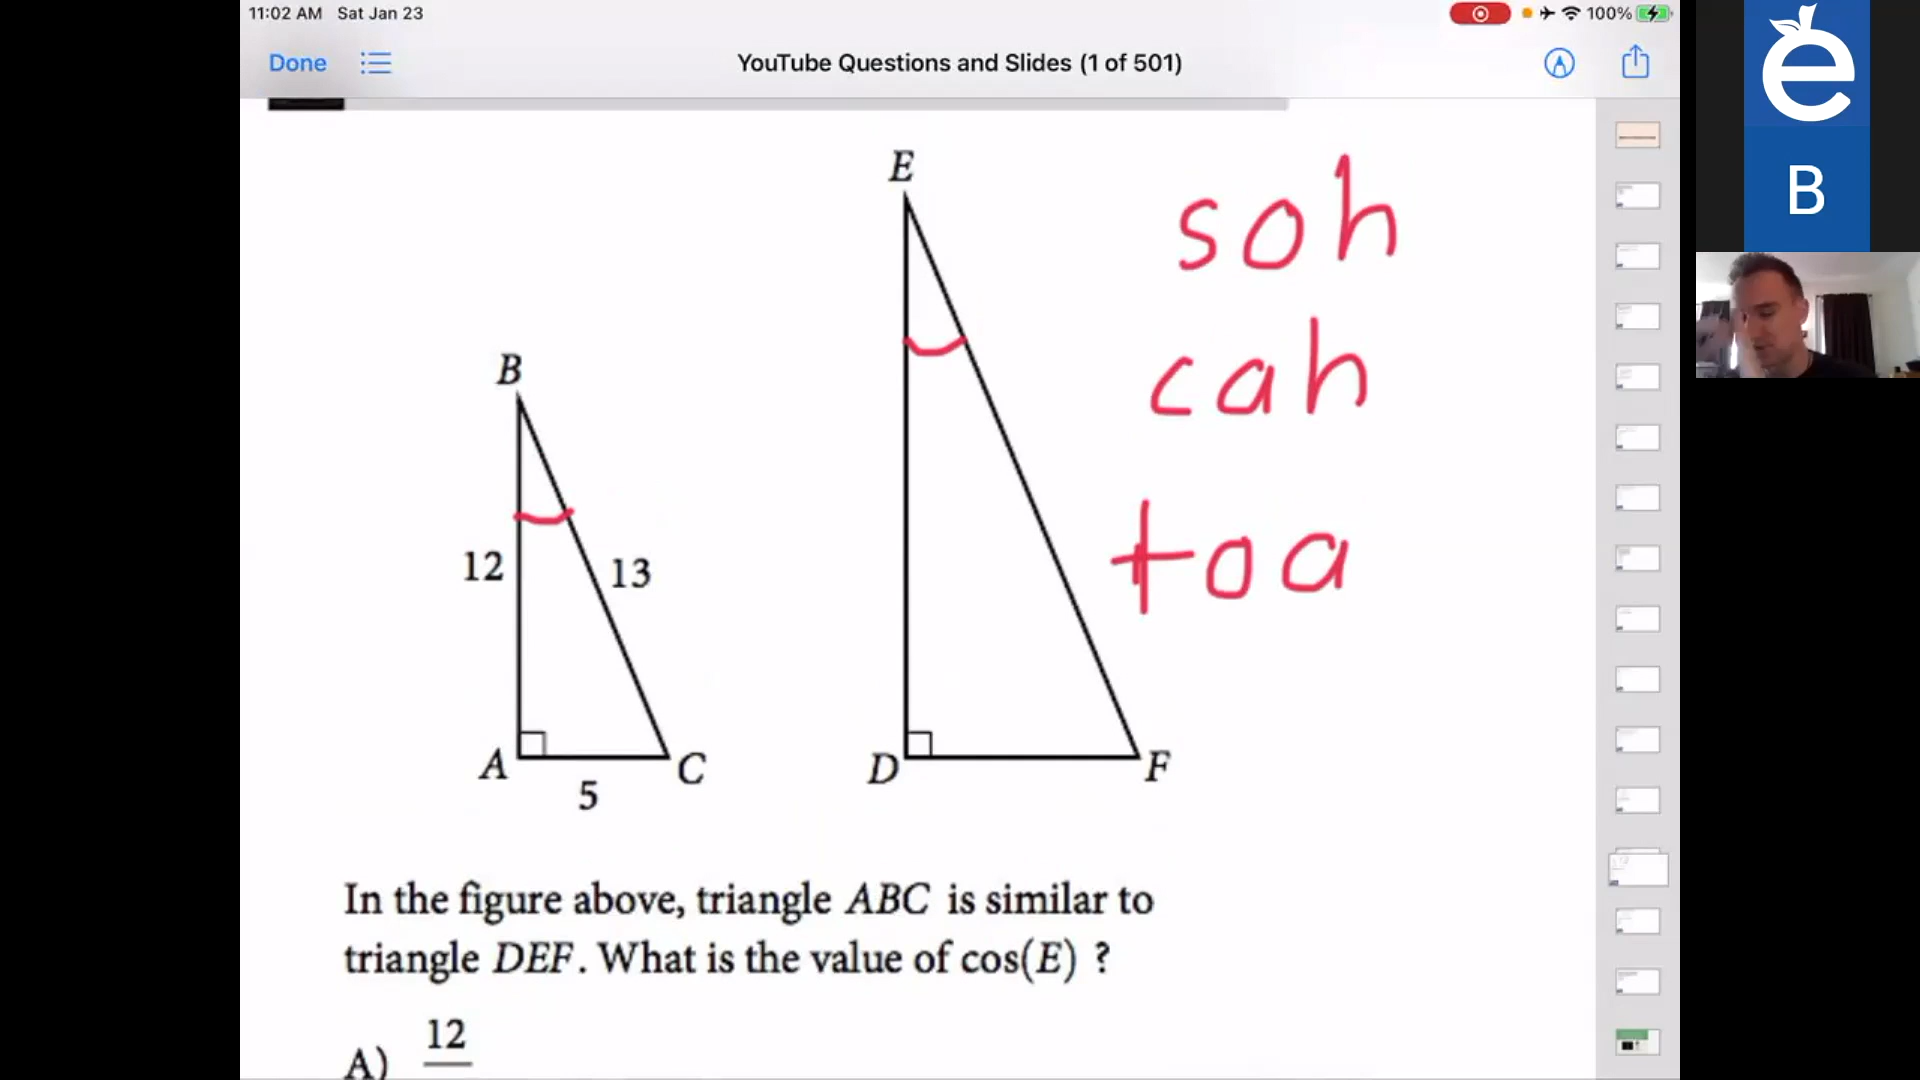 11:02 AM Sat Jan 23
100%
Done
YouTube Questions and Slides (1 of 501)
e
B
E
soh
cah
toa
B
12
13
A
5
C
D
F
In the figure above, triangle ABC is similar to
triangle DEF. What is the value of cos(E) ?
A) 12